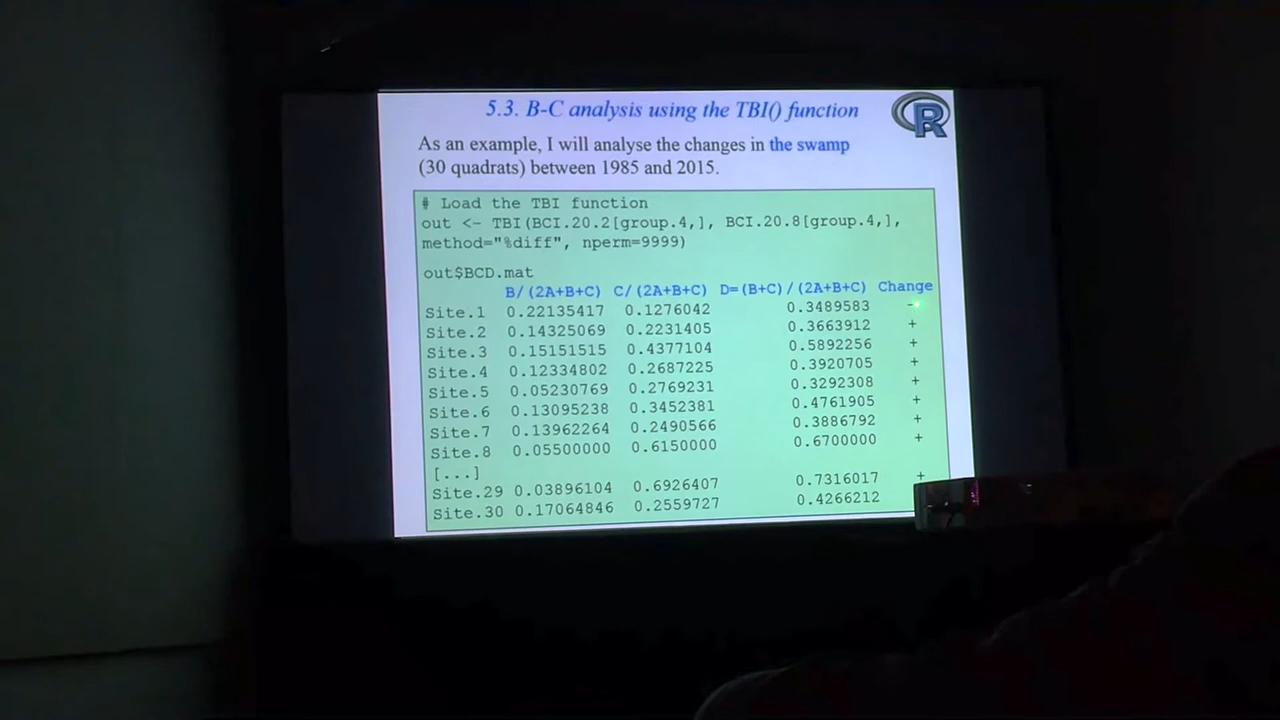 5.3. B-C analysis using the TBI() function
R
As an example, I will analyse the changes in the swamp
(30 quadrats) between 1985 and 2015.
# Load the TBI function
out <- TBI(BCI.20.2[group.4,], BCI.20.8[group.4,],
method="%diff", nperm=9999)
out$BCD.mat
B/(2A+B+C) C/(2A+B+C) D=(B+C)/(2A+B+C) Change
Site.1 0.22135417 0.1276042 0.3489583 -
Site.2 0.14325069 0.2231405 0.3663912 +
Site.3 0.15151515 0.4377104 0.5892256 +
Site.4 0.12334802 0.2687225 0.3920705 +
Site.5 0.05230769 0.2769231 0.3292308 +
Site.6 0.13095238 0.3452381 0.4761905 +
Site.7 0.13962264 0.2490566 0.3886792 +
Site.8 0.05500000 0.6150000 0.6700000 +
[...]
Site.29 0.03896104 0.6926407 0.7316017 +
Site.30 0.17064846 0.2559727 0.4266212